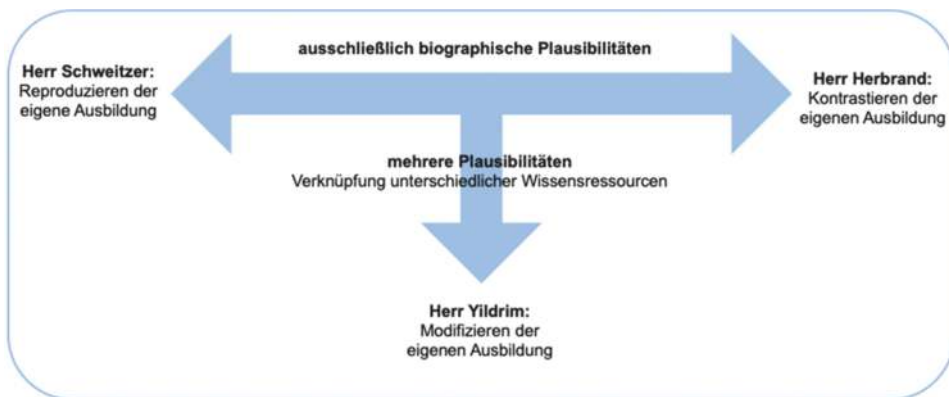 ausschließlich biographische Plausibilitäten
Herr Schweitzer:
Reproduzieren der
eigene Ausbildung
Herr Herbrand:
Kontrastieren der
eigenen Ausbildung
mehrere Plausibilitäten
Verknüpfung unterschiedlicher Wissensressourcen
Herr Yildrim:
Modifizieren der
eigenen Ausbildung